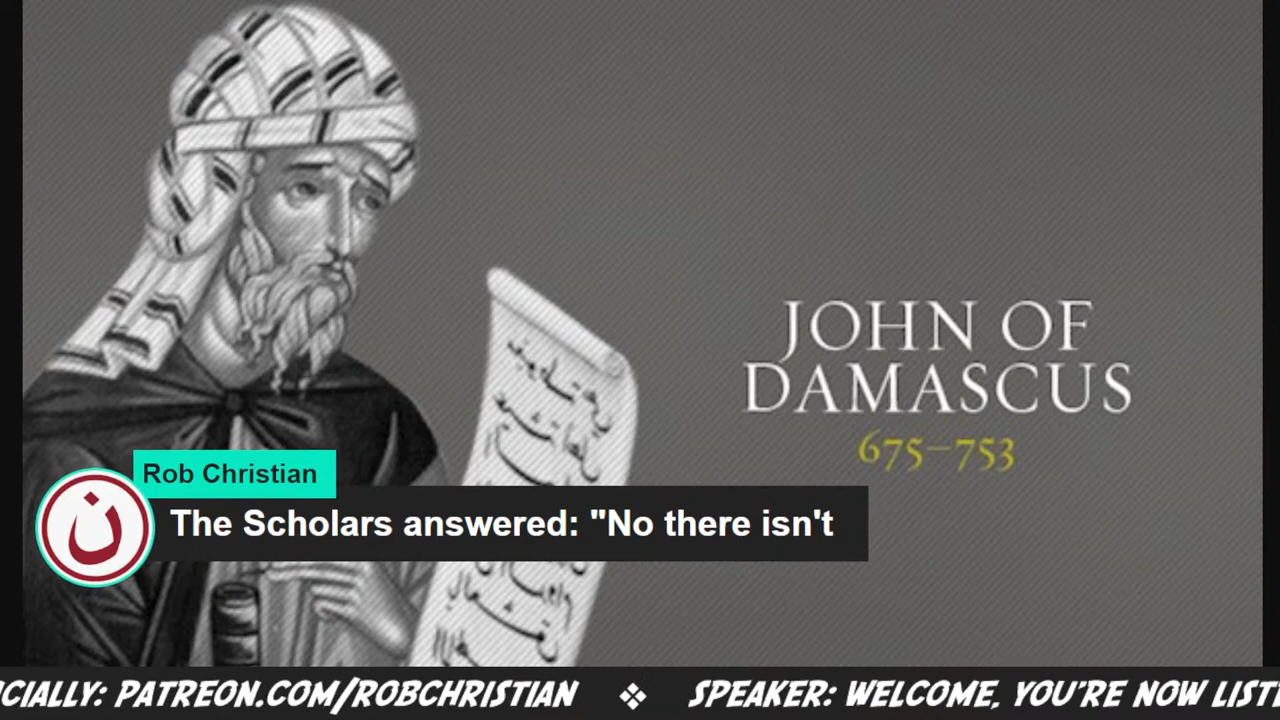 JOHN OF
DAMASCUS
675–753
Rob Christian
ن
The Scholars answered: "No there isn't
CIALLY: PATREON.COM/ROBCHRISTIAN ❖ SPEAKER: WELCOME, YOU'RE NOW LIST